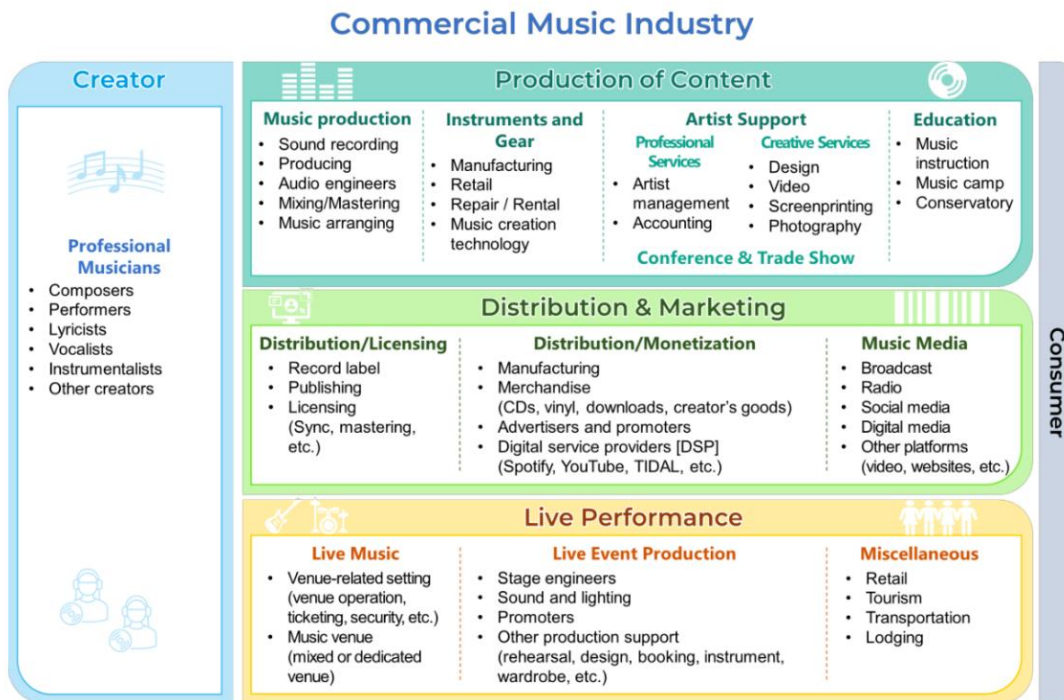 Commercial Music Industry
Creator
Professional
Musicians
• Composers
• Performers
• Lyricists
• Vocalists
• Instrumentalists
• Other creators
Production of Content
Music production
• Sound recording
• Producing
• Audio engineers
• Mixing/Mastering
• Music arranging
Instruments and
Gear
• Manufacturing
• Retail
• Repair / Rental
• Music creation
technology
Artist Support
Professional
Services
• Artist
management
• Accounting
Creative Services
• Design
• Video
• Screenprinting
• Photography
Conference & Trade Show
Education
• Music
instruction
• Music camp
• Conservatory
Distribution & Marketing
Distribution/Licensing
• Record label
• Publishing
• Licensing
(Sync, mastering,
etc.)
Distribution/Monetization
• Manufacturing
• Merchandise
(CDs, vinyl, downloads, creator's goods)
• Advertisers and promoters
• Digital service providers [DSP]
(Spotify, YouTube, TIDAL, etc.)
Music Media
• Broadcast
• Radio
• Social media
• Digital media
• Other platforms
(video, websites, etc.)
Live Performance
Live Music
• Venue-related setting
(venue operation,
ticketing, security, etc.)
• Music venue
(mixed or dedicated
venue)
Live Event Production
• Stage engineers
• Sound and lighting
• Promoters
• Other production support
(rehearsal, design, booking, instrument,
wardrobe, etc.)
Miscellaneous
• Retail
• Tourism
• Transportation
• Lodging
Consumer